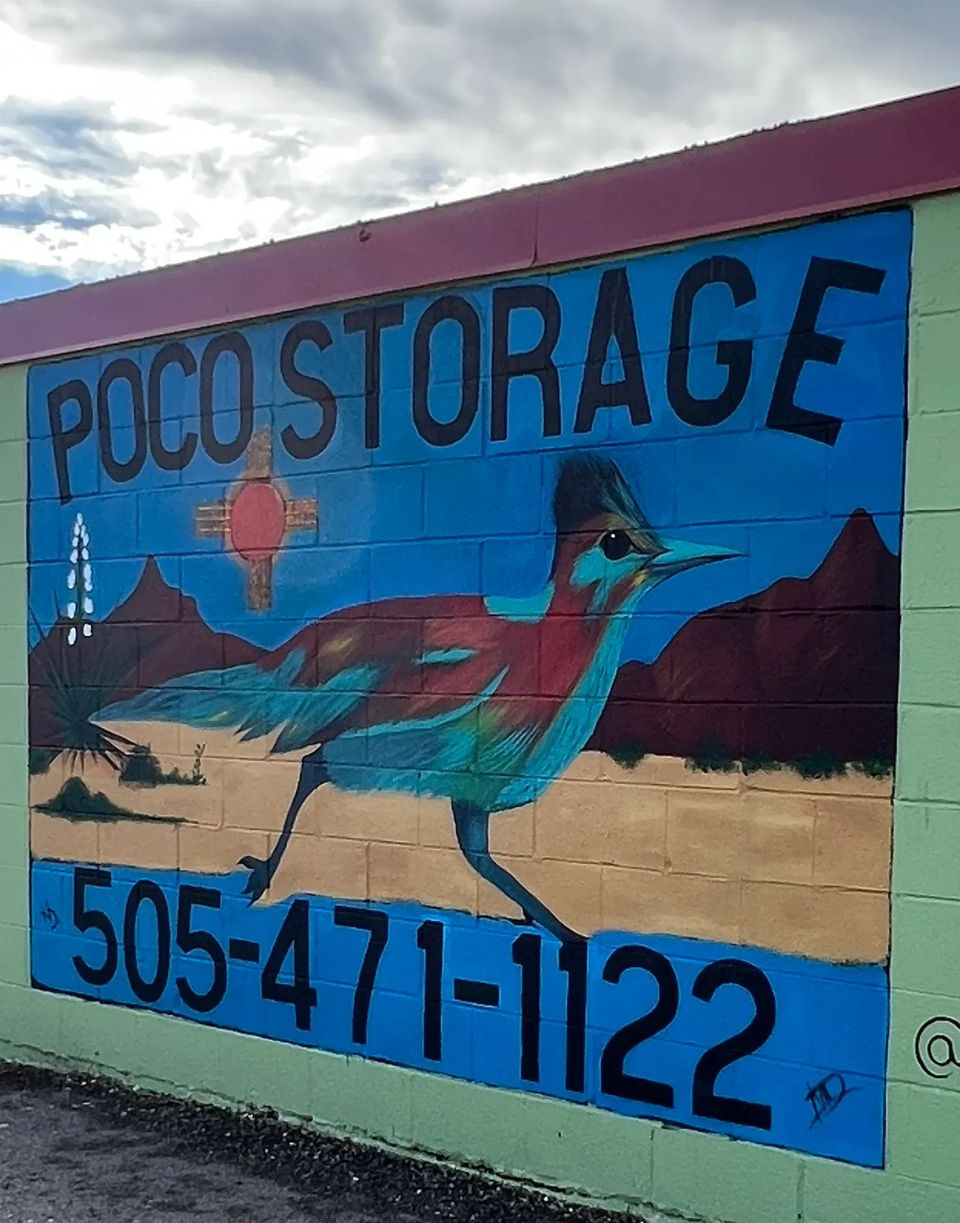 POCO STORAGE
505-471-1122
@